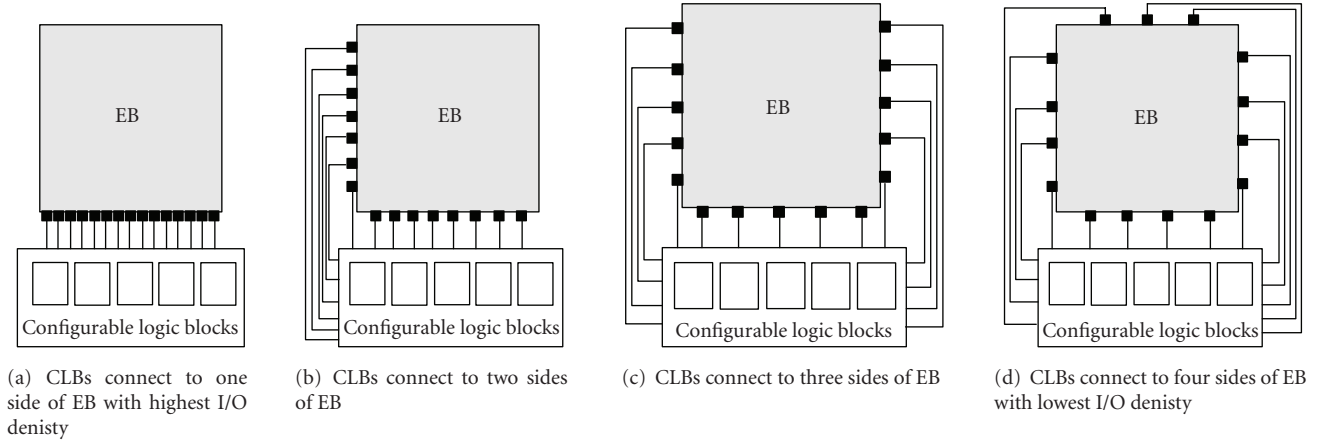 EB
EB
EB
EB
Configurable logic blocks
Configurable logic blocks
Configurable logic blocks
Configurable logic blocks
(a) CLBs connect to one
side of EB with highest I/O
denisty
(b) CLBs connect to two sides
of EB
(c) CLBs connect to three sides of EB
(d) CLBs connect to four sides of EB
with lowest I/O denisty